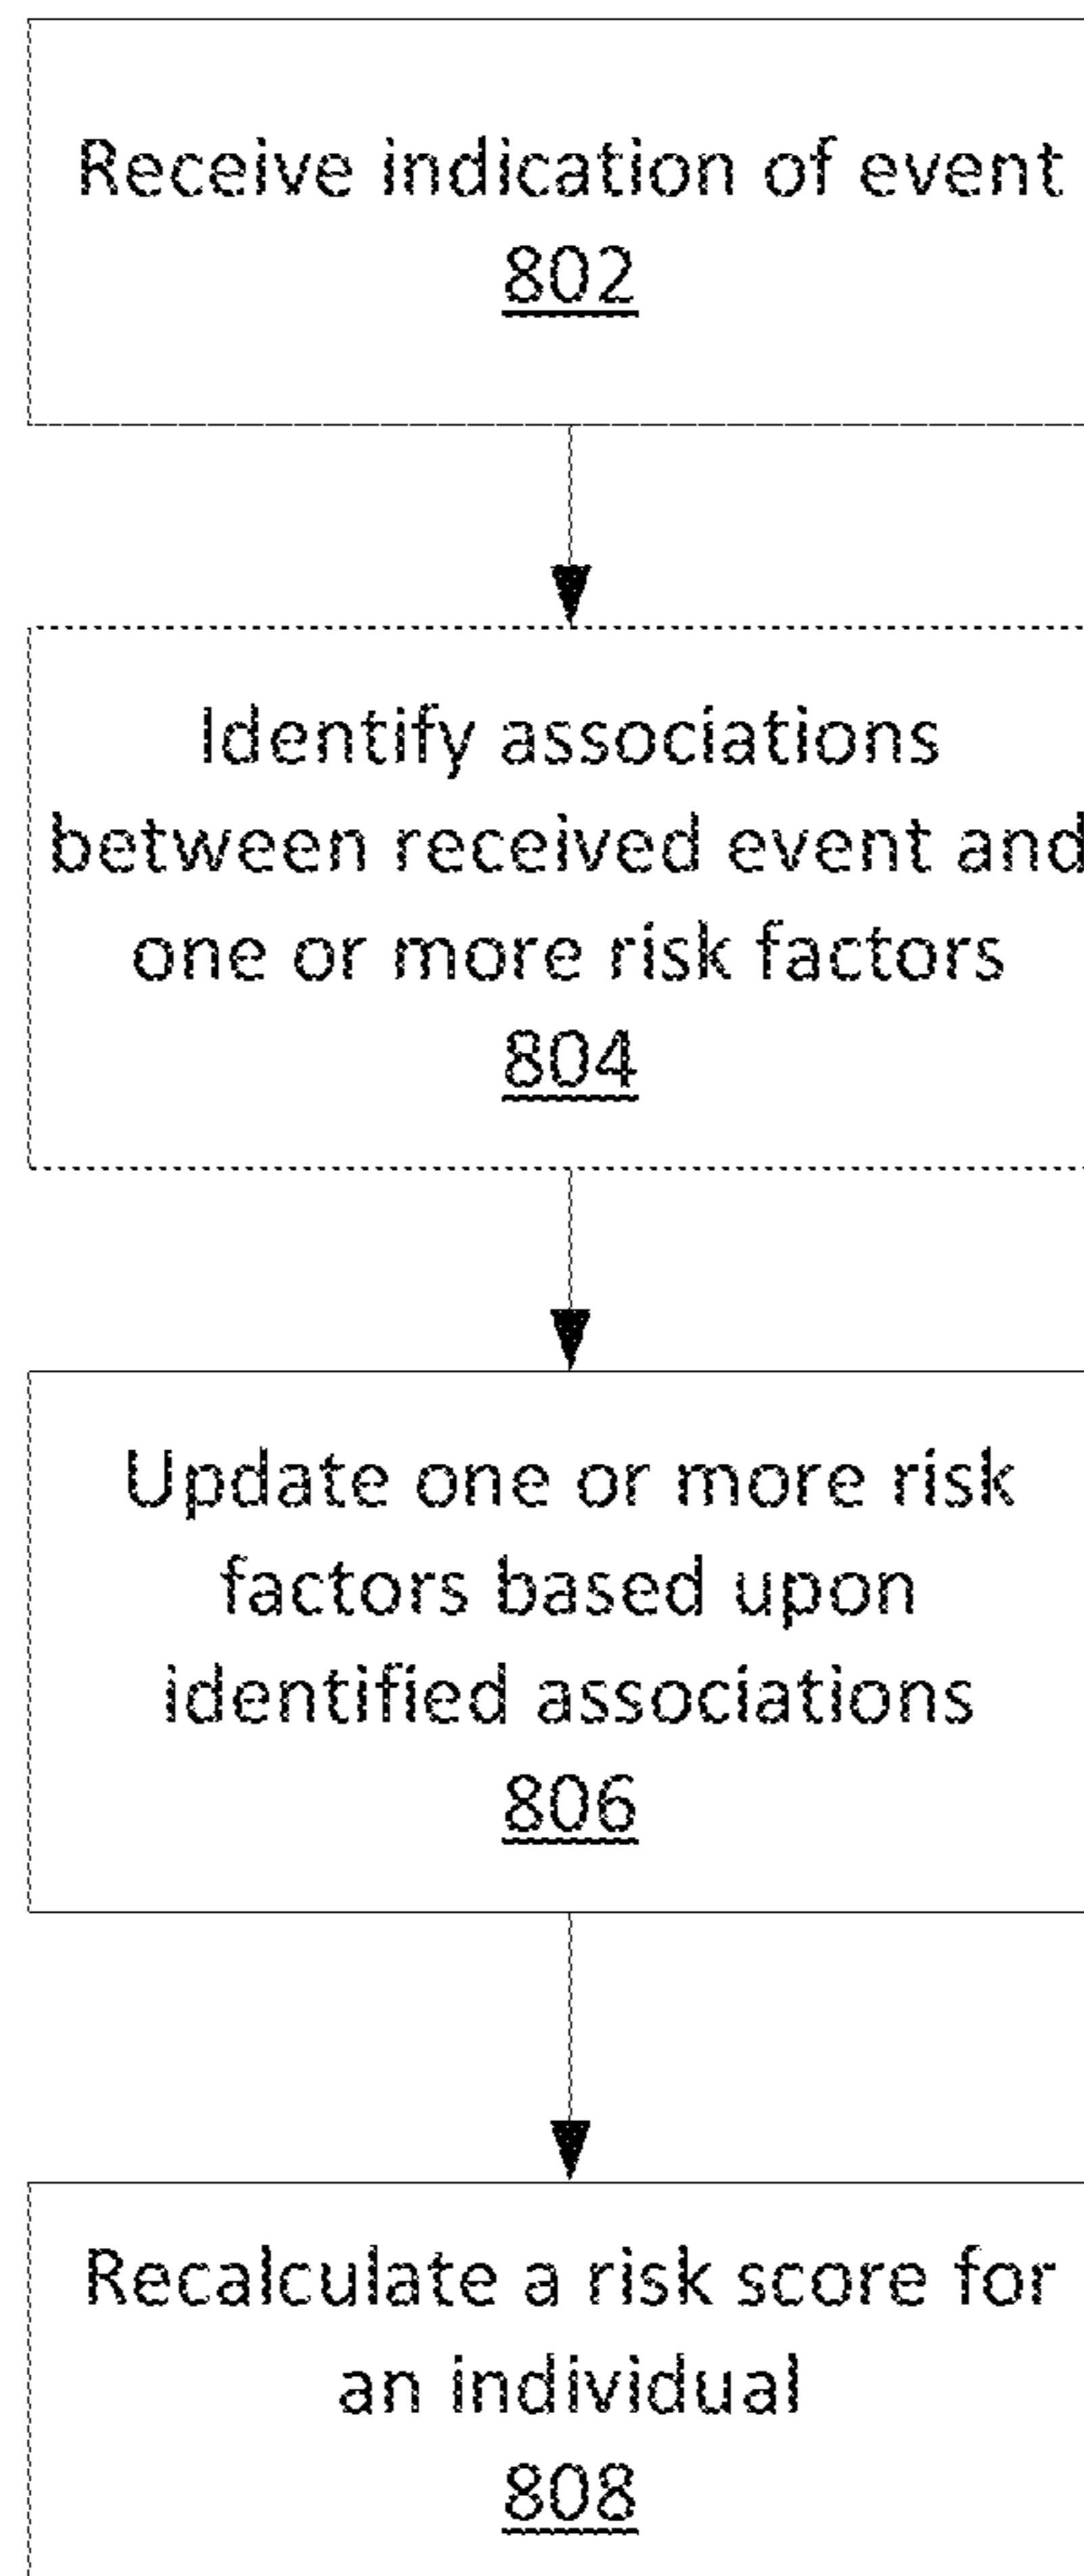 Receive indication of event
802
Identify associations
between received event and
one or more risk factors
804
Update one or more risk
factors based upon
identified associations
806
Recalculate a risk score for
an individual
808